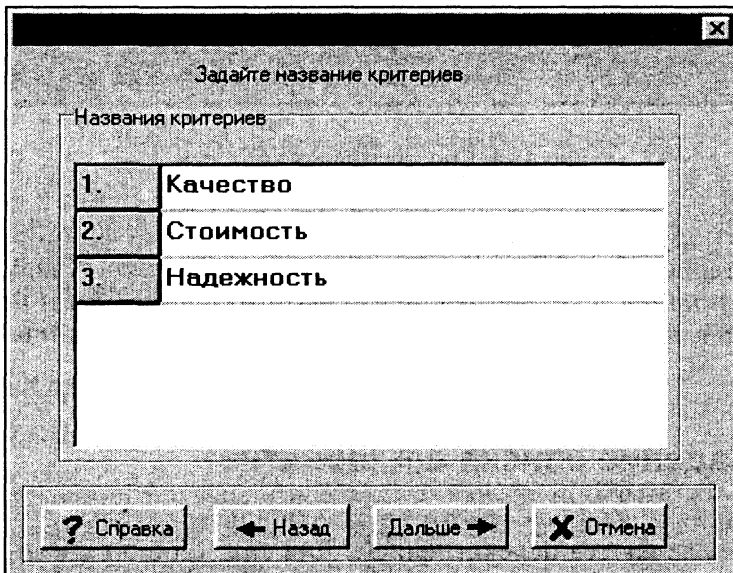 Задайте название критериев
Названия критериев
1. Качество
2. Стоимость
3. Надежность
? Справка Назад Дальше Отмена